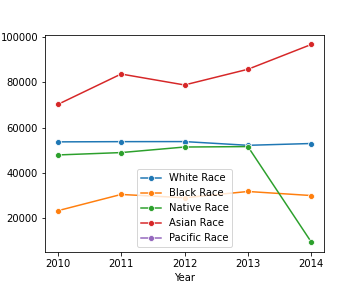 100000
80000
60000
40000
20000
White Race
Black Race
Native Race
Asian Race
Pacific Race
2010 2011 2012 2013 2014
Year